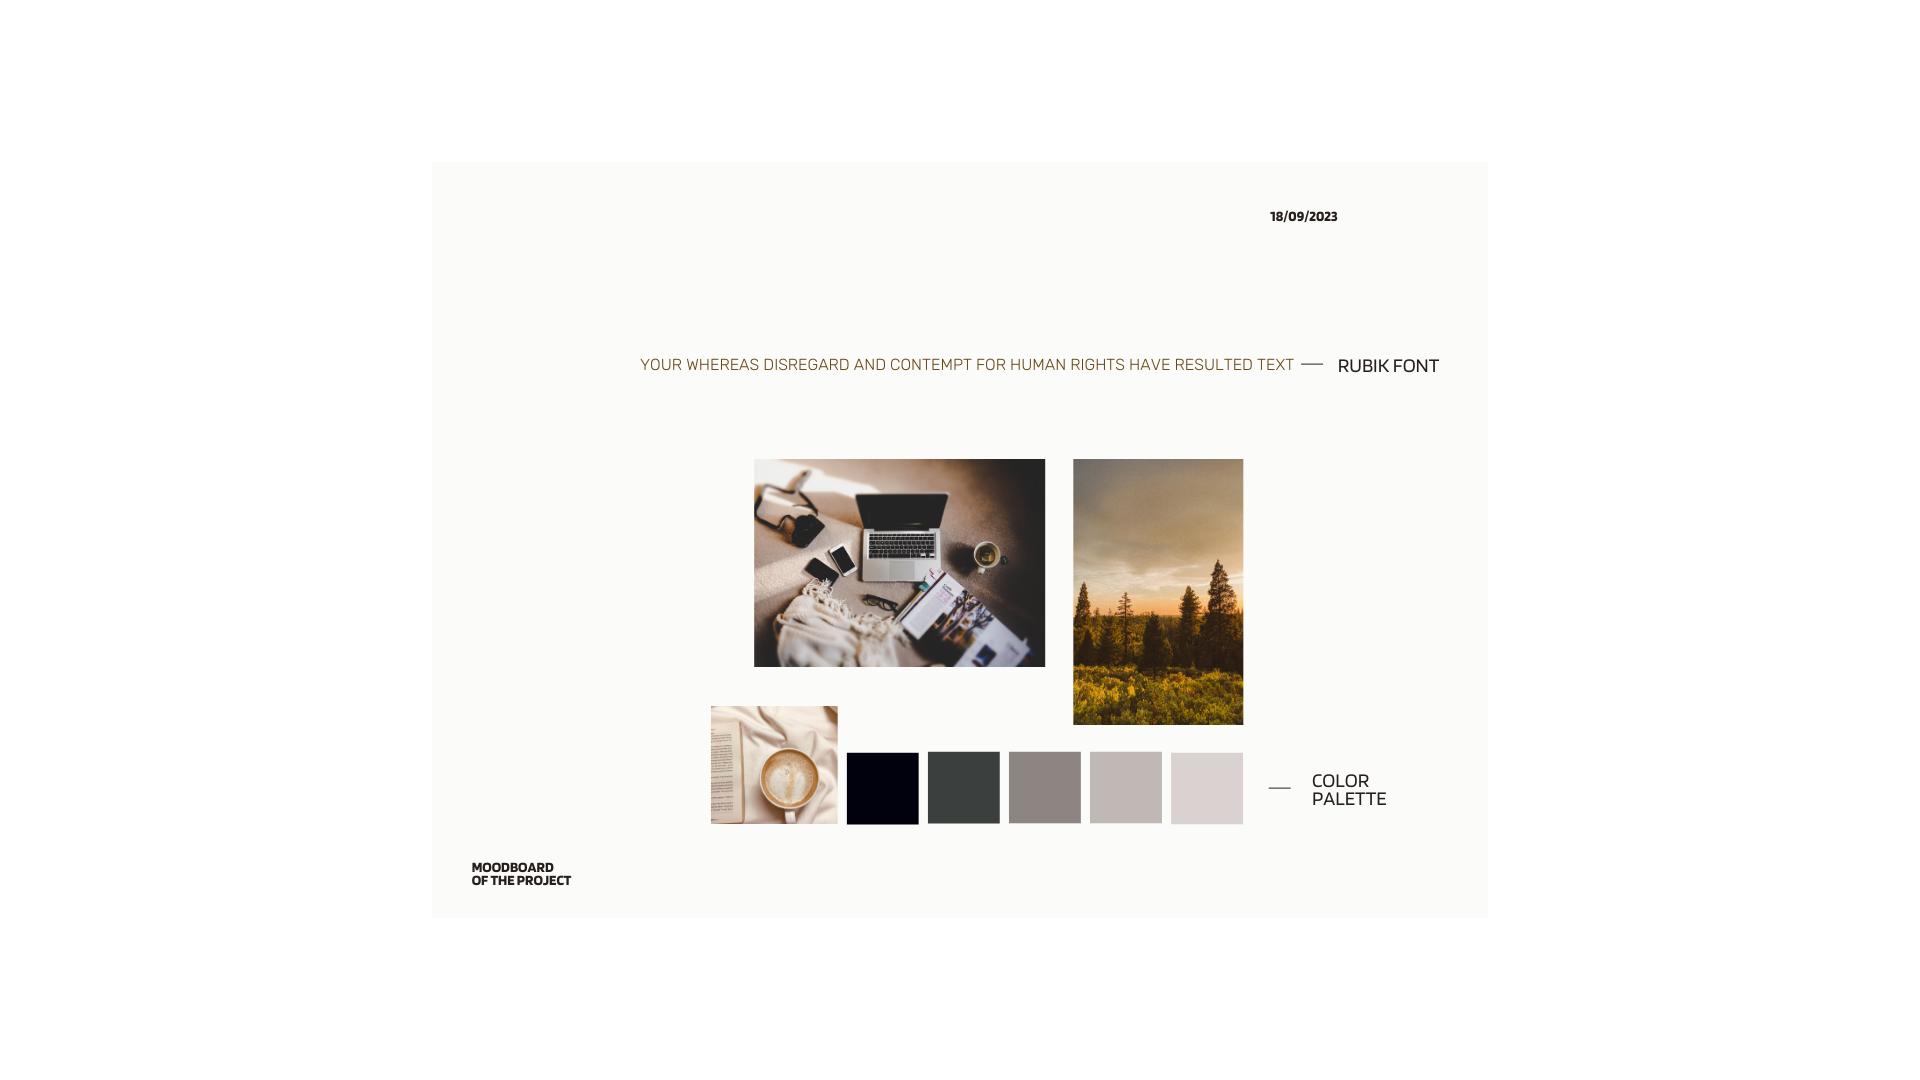 18/09/2023
YOUR WHEREAS DISREGARD AND CONTEMPT FOR HUMAN RIGHTS HAVE RESULTED TEXT — RUBIK FONT
— COLOR
PALETTE
MOODBOARD
OF THE PROJECT